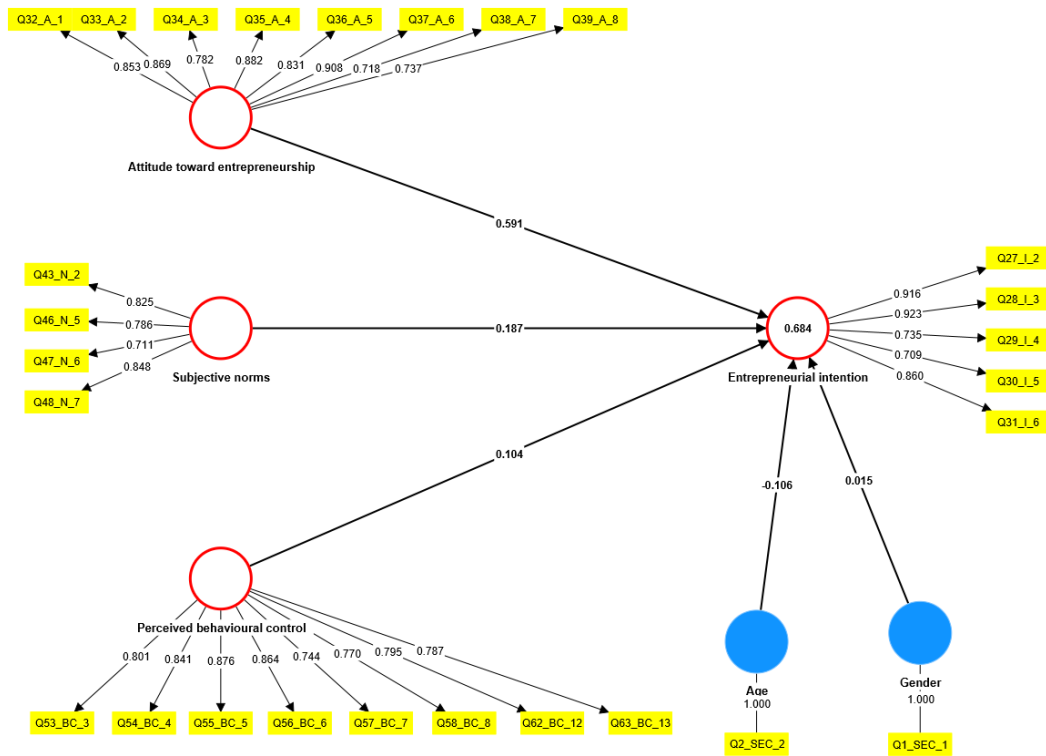 Q32_A_1 Q33_A_2 Q34_A_3 Q35_A_4 Q36_A_5 Q37_A_6 Q38_A_7 Q39_A_8
0.853 0.869 0.782 0.882 0.831 0.908 0.718 0.737
Attitude toward entrepreneurship
0.591
Q43_N_2
Q46_N_5
Q47_N_6
Q48_N_7
0.825
0.786
0.711
0.848
Subjective norms
0.187
0.684
Entrepreneurial intention
0.916
0.923
0.735
0.709
0.860
Q27_I_2
Q28_I_3
Q29_I_4
Q30_I_5
Q31_I_6
0.104
-0.106
0.015
Perceived behavioural control
0.801 0.841 0.876 0.864 0.744 0.770 0.795 0.787
Q53_BC_3 Q54_BC_4 Q55_BC_5 Q56_BC_6 Q57_BC_7 Q58_BC_8 Q62_BC_12 Q63_BC_13
Age
1.000
Q2_SEC_2
Gender
1.000
Q1_SEC_1